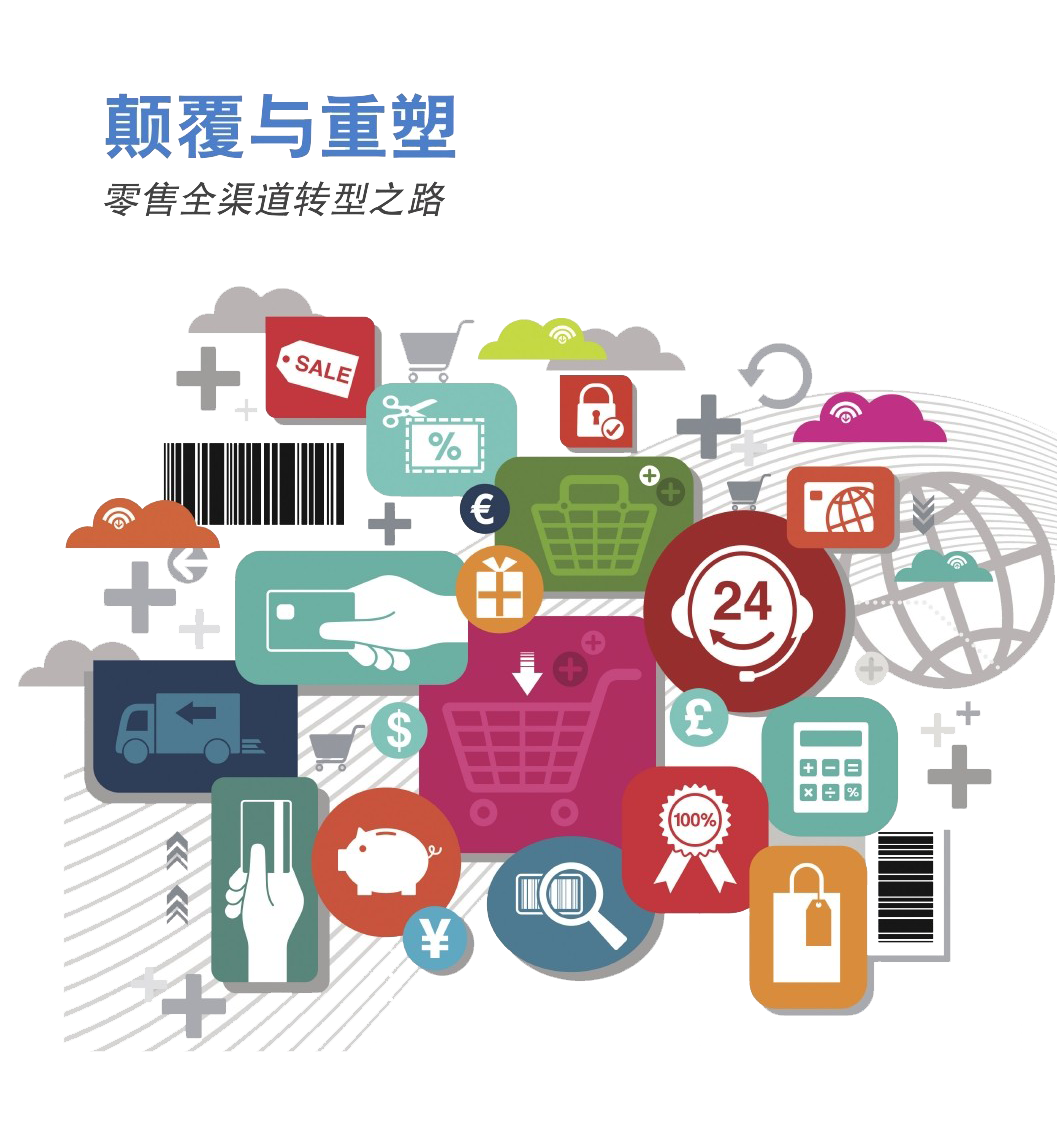 颠覆与重塑
零售全渠道转型之路
SALE
%
€
24
$
£
+ − =
× ÷ %
100%
¥